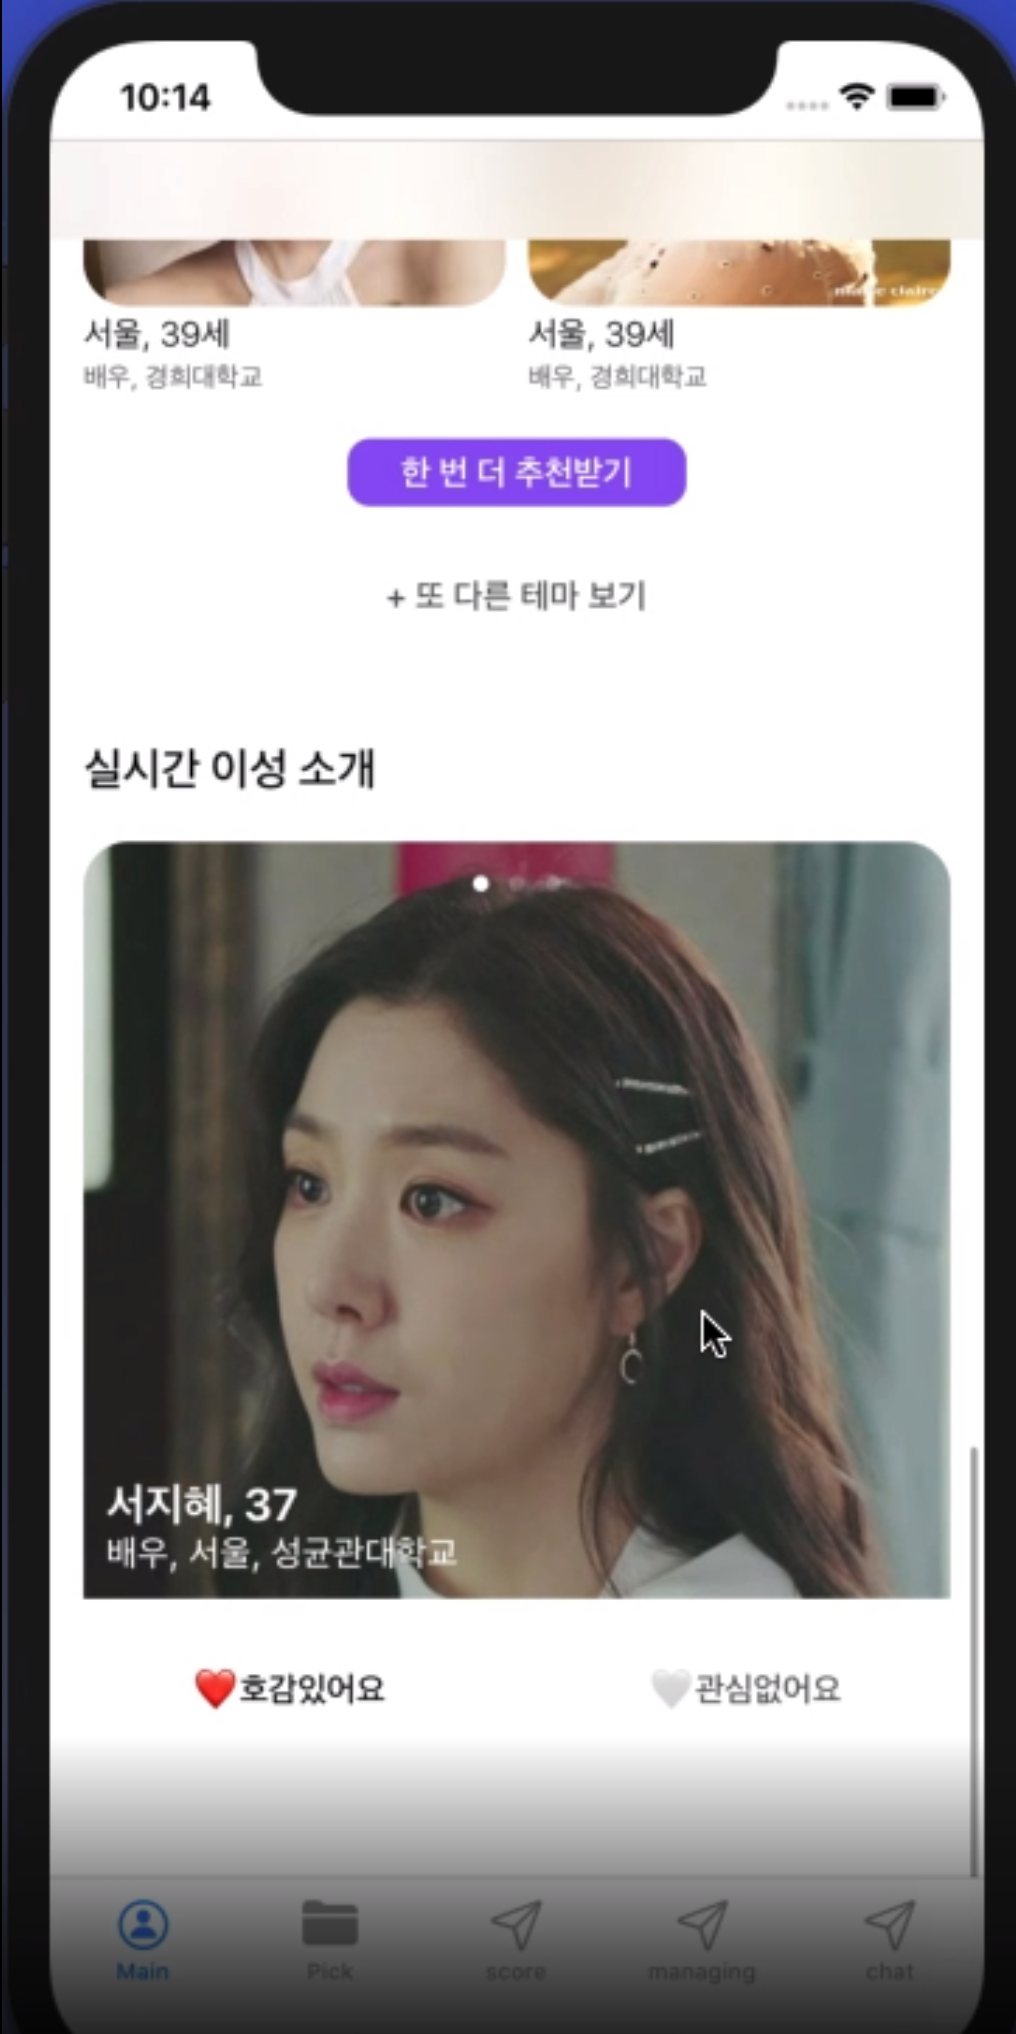 10:14
marie claire
서울, 39세
배우, 경희대학교
서울, 39세
배우, 경희대학교
한 번 더 추천받기
+ 또 다른 테마 보기
실시간 이성 소개
서지혜, 37
배우, 서울, 성균관대학교
❤️호감있어요
🤍관심없어요
Main
Pick
score
managing
chat